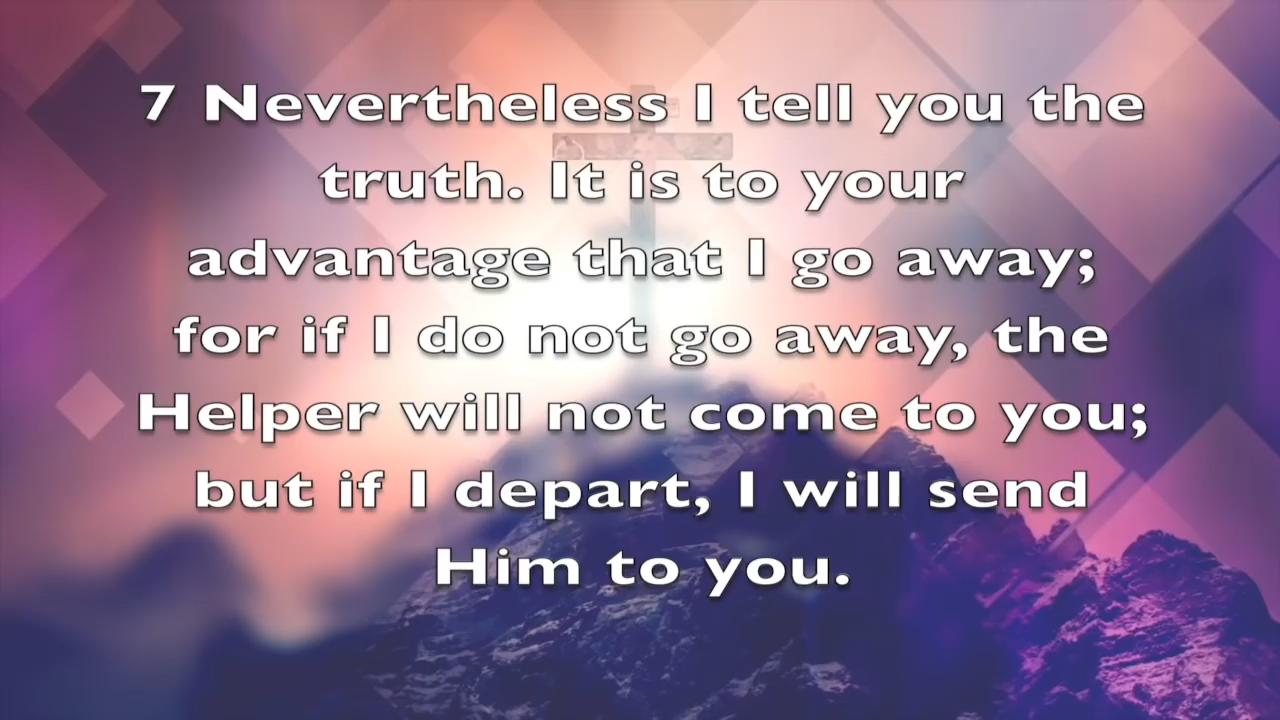 7 Nevertheless I tell you the
truth. It is to your
advantage that I go away;
for if I do not go away, the
Helper will not come to you;
but if I depart, I will send
Him to you.